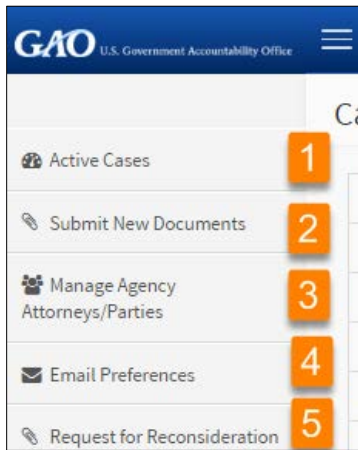 GAO U.S. Government Accountability Office
Ca
Active Cases 1
Submit New Documents 2
Manage Agency
Attorneys/Parties 3
Email Preferences 4
Request for Reconsideration 5